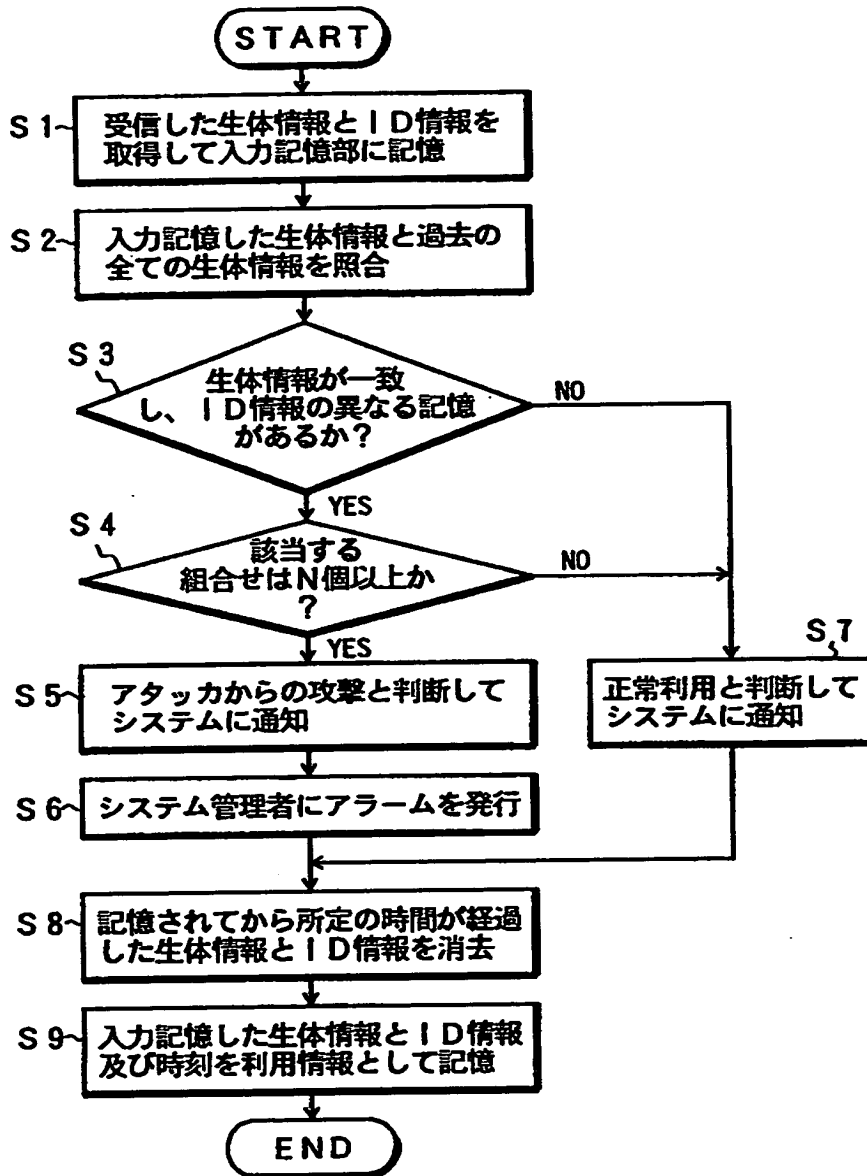 START
S1
受信した生体情報とID情報を
取得して入力記憶部に記憶
S2
入力記憶した生体情報と過去の
全ての生体情報を照合
S3
生体情報が一致
し、ID情報の異なる記憶
があるか？
NO
YES
S4
該当する
組合せはN個以上か
？
NO
YES
S5
アタッカからの攻撃と判断して
システムに通知
S7
正常利用と判断して
システムに通知
S6
システム管理者にアラームを発行
S8
記憶されてから所定の時間が経過
した生体情報とID情報を消去
S9
入力記憶した生体情報とID情報
及び時刻を利用情報として記憶
END